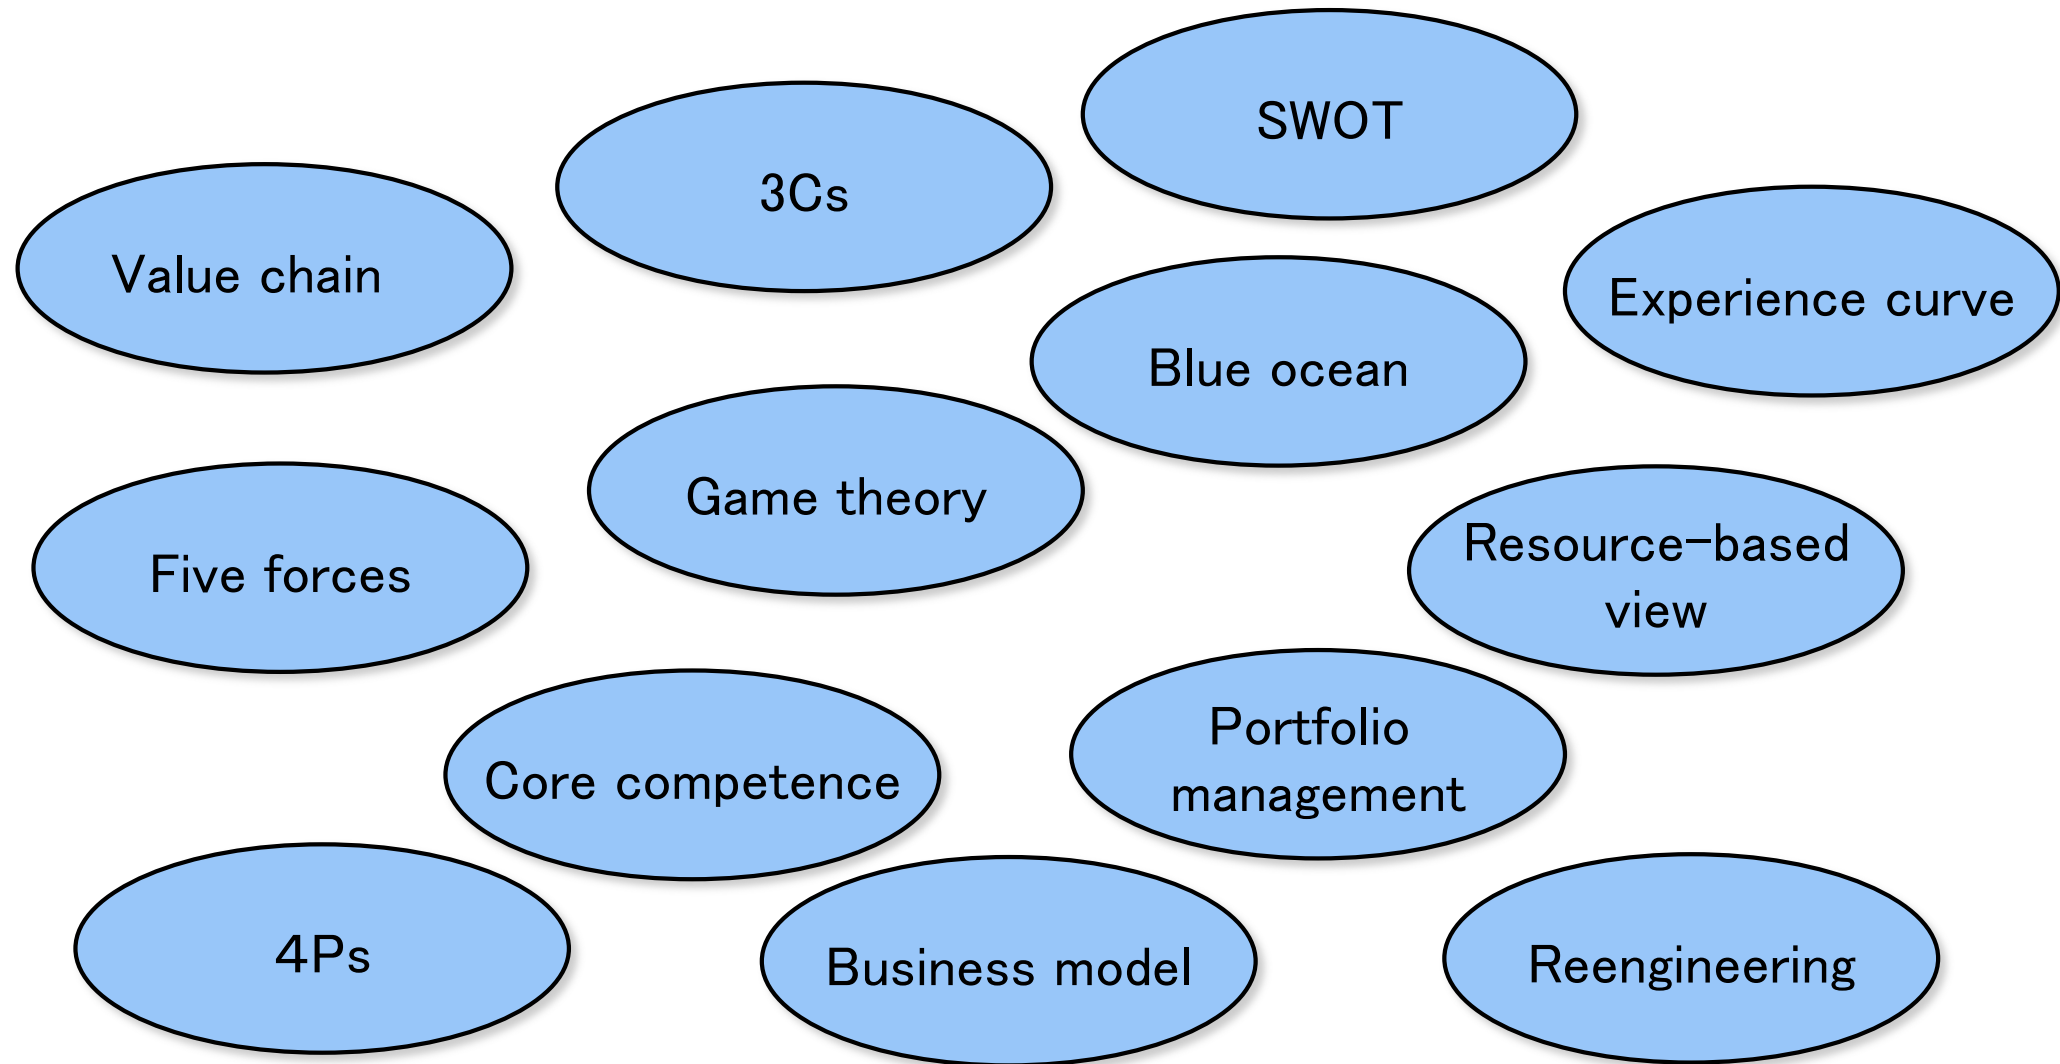 SWOT
3Cs
Value chain
Experience curve
Blue ocean
Game theory
Five forces
Resource-based
view
Portfolio
management
Core competence
4Ps
Business model
Reengineering